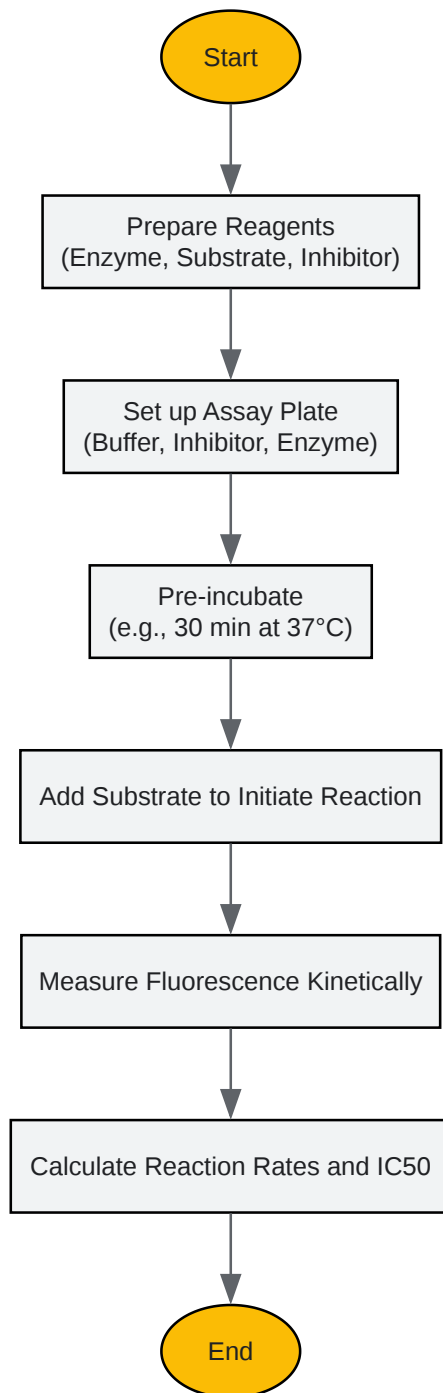 Start
Prepare Reagents
(Enzyme, Substrate, Inhibitor)
Set up Assay Plate
(Buffer, Inhibitor, Enzyme)
Pre-incubate
(e.g., 30 min at 37°C)
Add Substrate to Initiate Reaction
Measure Fluorescence Kinetically
Calculate Reaction Rates and IC50
End